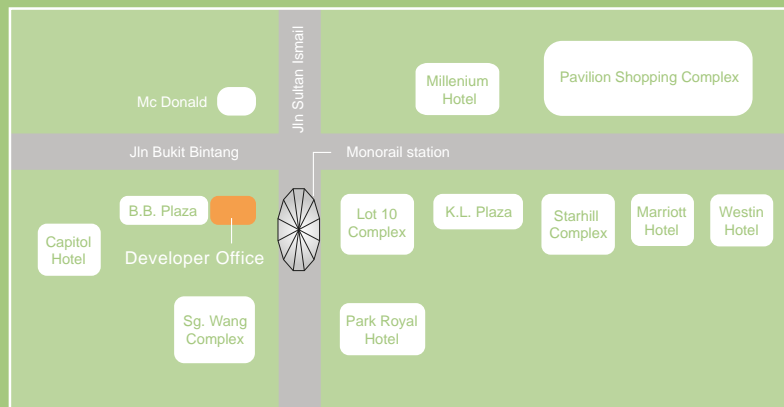 Jln Sultan Ismail
Millenium
Hotel
Pavilion Shopping Complex
Mc Donald
Jln Bukit Bintang
Monorail station
B.B. Plaza
Lot 10
Complex
K.L. Plaza
Starhill
Complex
Marriott
Hotel
Westin
Hotel
Capitol
Hotel
Developer Office
Sg. Wang
Complex
Park Royal
Hotel